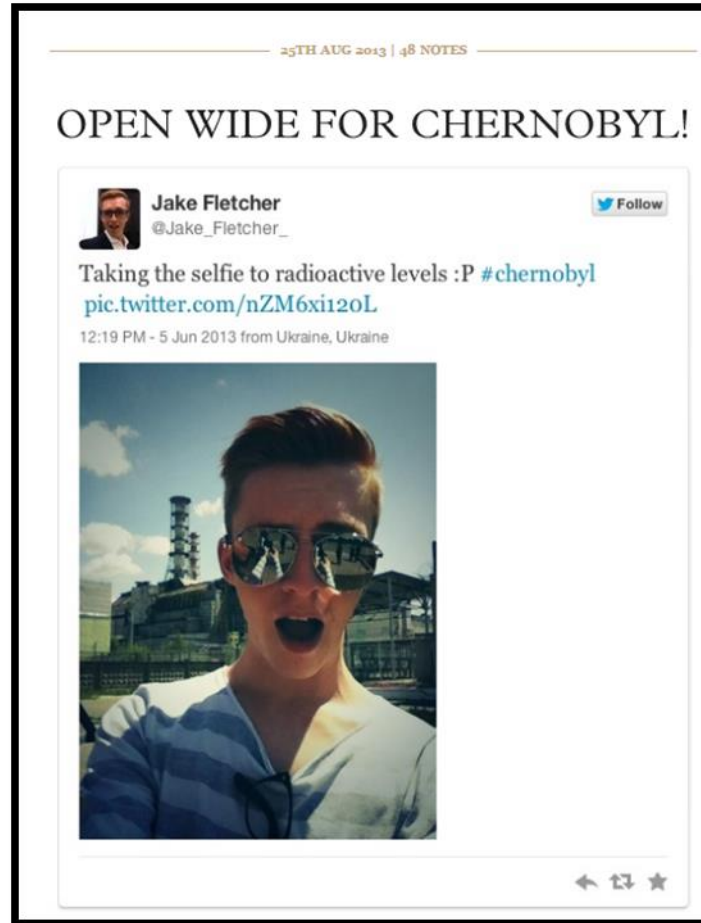 25TH AUG 2013 | 48 NOTES
OPEN WIDE FOR CHERNOBYL!
Jake Fletcher
@Jake_Fletcher_
Follow
Taking the selfie to radioactive levels :P #chernobyl
pic.twitter.com/nZM6xi120L
12:19 PM - 5 Jun 2013 from Ukraine, Ukraine